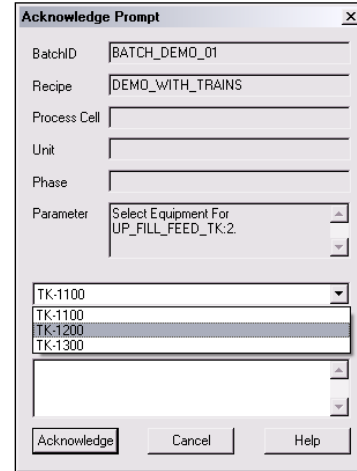 Acknowledge Prompt
BatchID BATCH_DEMO_01
Recipe DEMO_WITH_TRAINS
Process Cell
Unit
Phase
Parameter Select Equipment For
UP_FILL_FEED_TK:2.
TK-1100
TK-1100
TK-1200
TK-1300
Acknowledge Cancel Help